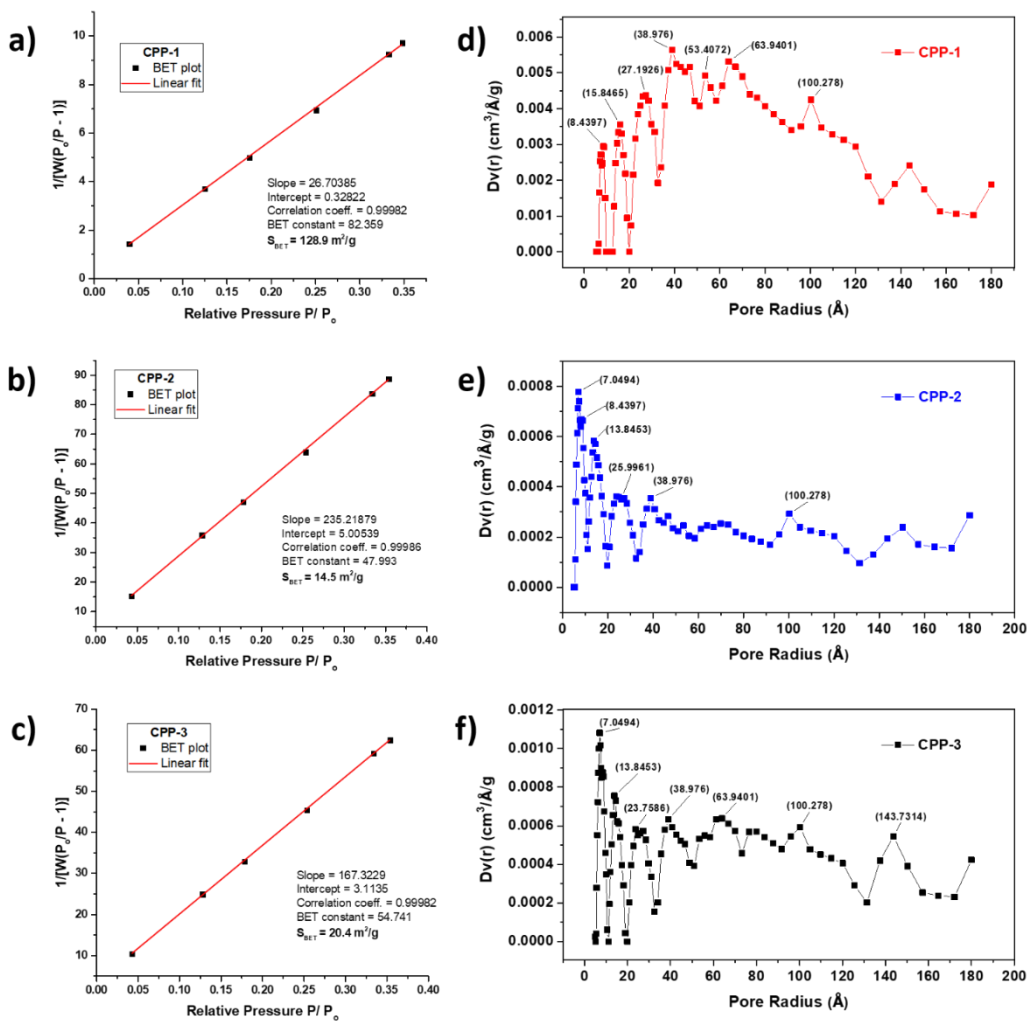 a)
CPP-1
BET plot
Linear fit
Slope = 26.70385
Intercept = 0.32822
Correlation coeff. = 0.99982
BET constant = 82.359
S_BET = 128.9 m²/g
1/[W(P₀/P - 1)]
10
8
6
4
2
0
0.00 0.05 0.10 0.15 0.20 0.25 0.30 0.35
Relative Pressure P/ Pₒ
d)
CPP-1
(8.4397)
(15.8465)
(27.1926)
(38.976)
(53.4072)
(63.9401)
(100.278)
Dv(r) (cm³/Å/g)
0.006
0.005
0.004
0.003
0.002
0.001
0.000
0 20 40 60 80 100 120 140 160 180
Pore Radius (Å)
b)
CPP-2
BET plot
Linear fit
Slope = 235.21879
Intercept = 5.00539
Correlation coeff. = 0.99986
BET constant = 47.993
S_BET = 14.5 m²/g
1/[W(P₀/P - 1)]
90
80
70
60
50
40
30
20
10
0.00 0.05 0.10 0.15 0.20 0.25 0.30 0.35 0.40
Relative Pressure P/ Pₒ
e)
CPP-2
(7.0494)
(8.4397)
(13.8453)
(25.9961)
(38.976)
(100.278)
Dv(r) (cm³/Å/g)
0.0008
0.0006
0.0004
0.0002
0.0000
0 20 40 60 80 100 120 140 160 180 200
Pore Radius (Å)
c)
CPP-3
BET plot
Linear fit
Slope = 167.3229
Intercept = 3.1135
Correlation coeff. = 0.99982
BET constant = 54.741
S_BET = 20.4 m²/g
1/[W(P₀/P - 1)]
70
60
50
40
30
20
10
0.00 0.05 0.10 0.15 0.20 0.25 0.30 0.35 0.40
Relative Pressure P/ Pₒ
f)
CPP-3
(7.0494)
(13.8453)
(23.7586)
(38.976)
(63.9401)
(100.278)
(143.7314)
Dv(r) (cm³/Å/g)
0.0012
0.0010
0.0008
0.0006
0.0004
0.0002
0.0000
0 20 40 60 80 100 120 140 160 180 200
Pore Radius (Å)